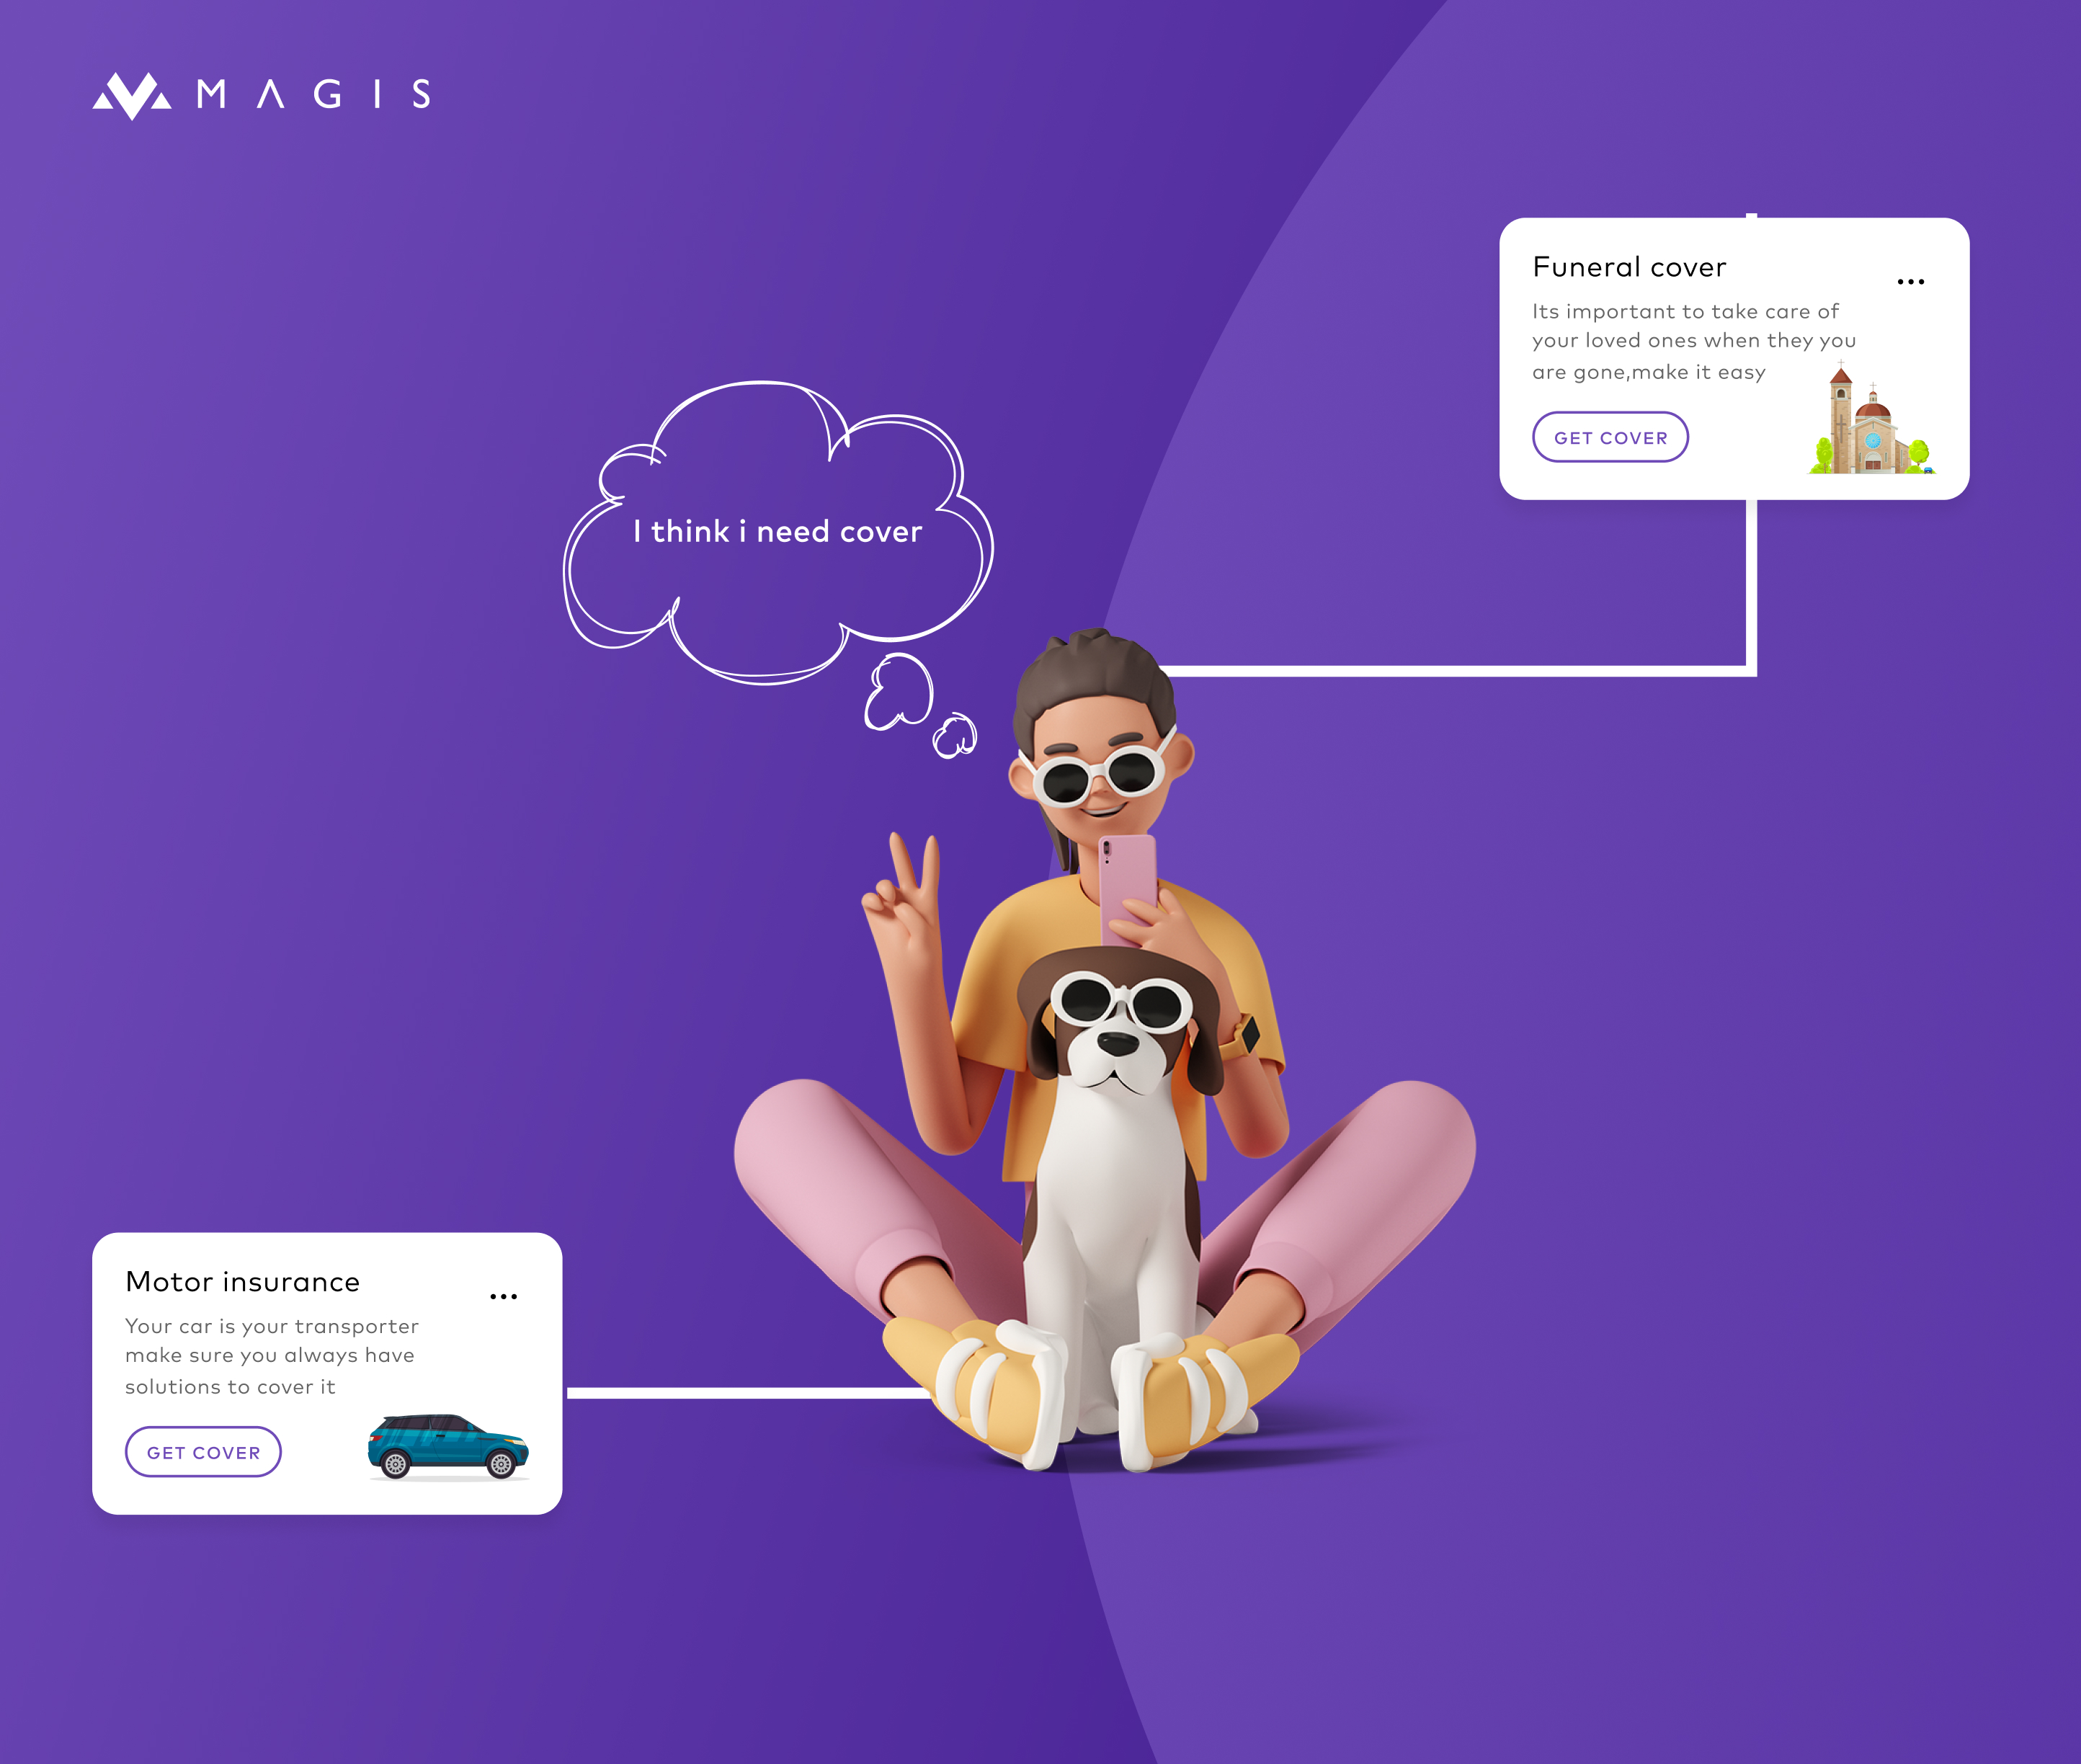 MAGIS
Funeral cover
Its important to take care of
your loved ones when they you
are gone,make it easy
GET COVER
I think i need cover
Motor insurance
Your car is your transporter
make sure you always have
solutions to cover it
GET COVER